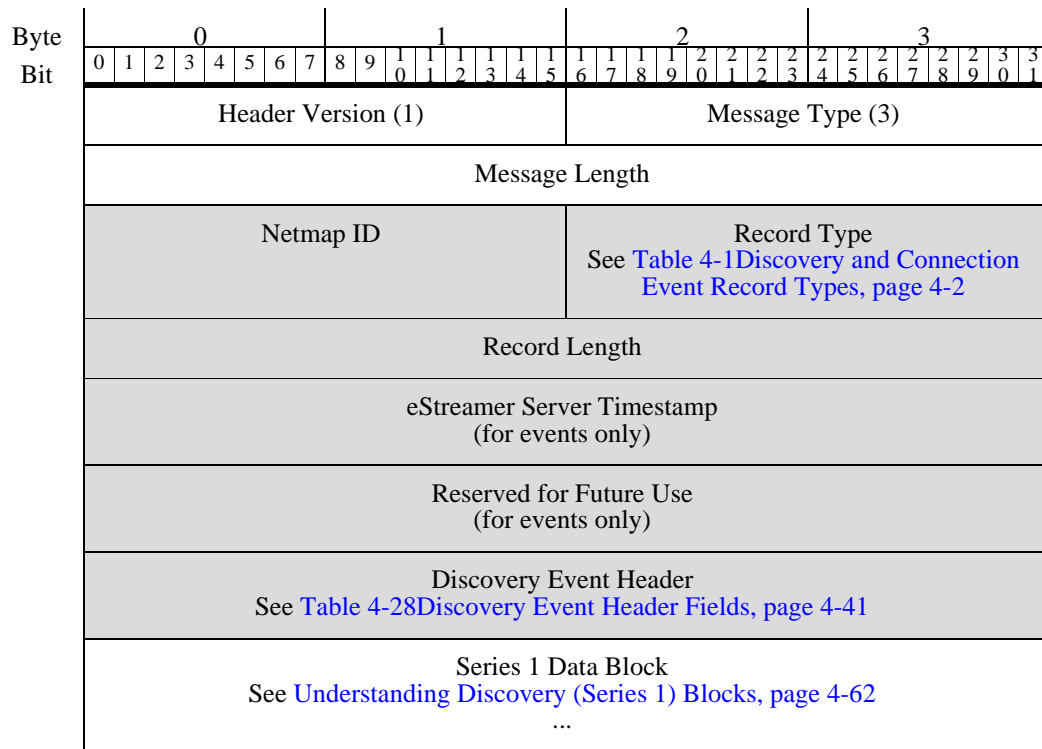 Byte 0 1 2 3
Bit 0 1 2 3 4 5 6 7 8 9 10 11 12 13 14 15 16 17 18 19 20 21 22 23 24 25 26 27 28 29 30 31
Header Version (1) Message Type (3)
Message Length
Netmap ID Record Type
See Table 4-1Discovery and Connection
Event Record Types, page 4-2
Record Length
eStreamer Server Timestamp
(for events only)
Reserved for Future Use
(for events only)
Discovery Event Header
See Table 4-28Discovery Event Header Fields, page 4-41
Series 1 Data Block
See Understanding Discovery (Series 1) Blocks, page 4-62
...